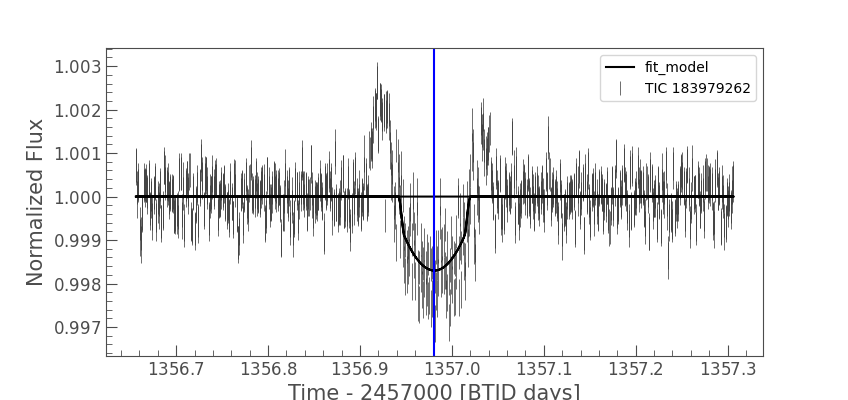 1.003
1.002
1.001
1.000
0.999
0.998
0.997
Normalized Flux
fit_model
TIC 183979262
1356.7 1356.8 1356.9 1357.0 1357.1 1357.2 1357.3
Time - 2457000 [BTJD days]